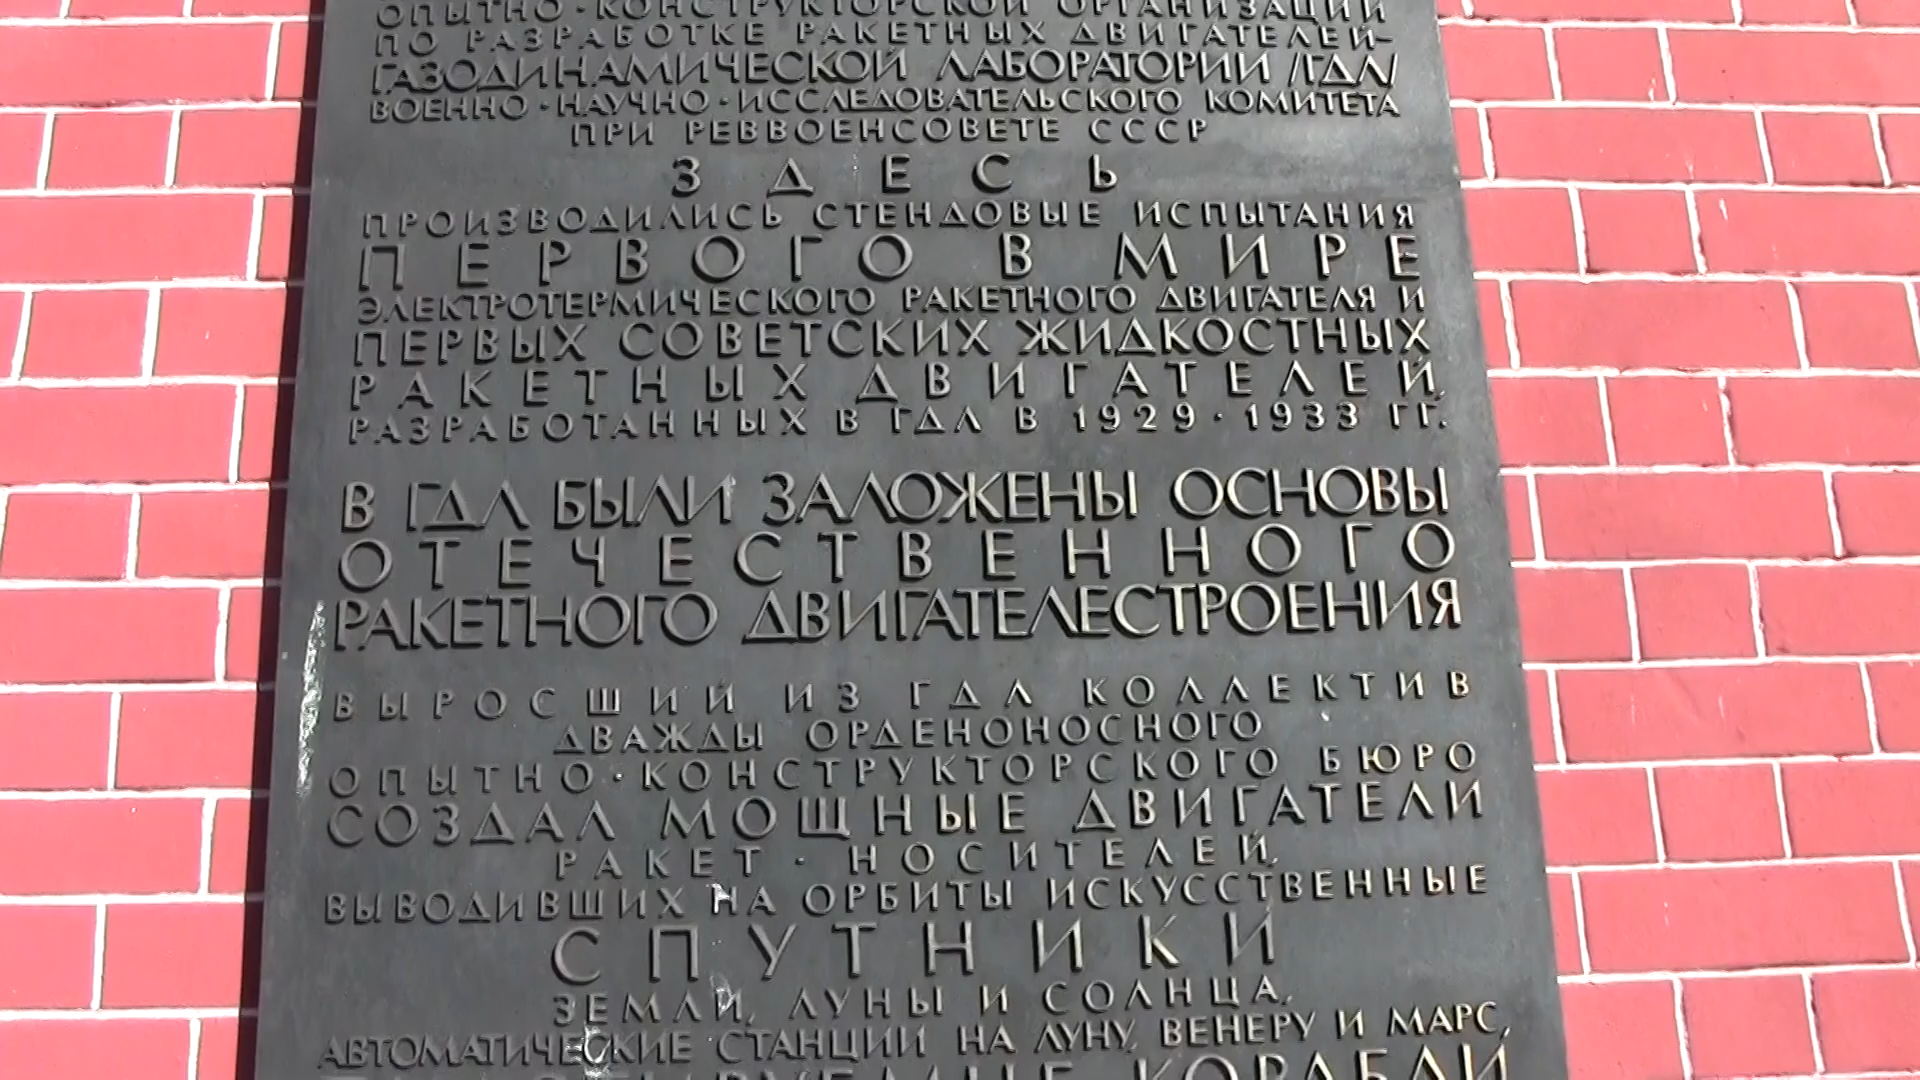 ОПЫТНО-КОНСТРУКТОРСКОЙ ОРГАНИЗАЦИИ
ПО РАЗРАБОТКЕ РАКЕТНЫХ ДВИГАТЕЛЕЙ-
ГАЗОДИНАМИЧЕСКОЙ ЛАБОРАТОРИИ /ГДЛ/
ВОЕННО-НАУЧНО-ИССЛЕДОВАТЕЛЬСКОГО КОМИТЕТА
ПРИ РЕВВОЕНСОВЕТЕ СССР
ЗДЕСЬ
ПРОИЗВОДИЛИСЬ СТЕНДОВЫЕ ИСПЫТАНИЯ
ПЕРВОГО В МИРЕ
ЭЛЕКТРОТЕРМИЧЕСКОГО РАКЕТНОГО ДВИГАТЕЛЯ И
ПЕРВЫХ СОВЕТСКИХ ЖИДКОСТНЫХ
РАКЕТНЫХ ДВИГАТЕЛЕЙ,
РАЗРАБОТАННЫХ В ГДЛ В 1929-1933 ГГ.
В ГДЛ БЫЛИ ЗАЛОЖЕНЫ ОСНОВЫ
ОТЕЧЕСТВЕННОГО
РАКЕТНОГО ДВИГАТЕЛЕСТРОЕНИЯ
ВЫРОСШИЙ ИЗ ГДЛ КОЛЛЕКТИВ
ДВАЖДЫ ОРДЕНОНОСНОГО
ОПЫТНО-КОНСТРУКТОРСКОГО БЮРО
СОЗДАЛ МОЩНЫЕ ДВИГАТЕЛИ
РАКЕТ-НОСИТЕЛЕЙ,
ВЫВОДИВШИХ НА ОРБИТЫ ИСКУССТВЕННЫЕ
СПУТНИКИ
ЗЕМЛИ, ЛУНЫ И СОЛНЦА,
АВТОМАТИЧЕСКИЕ СТАНЦИИ НА ЛУНУ, ВЕНЕРУ И МАРС,
КОРАБЛИ